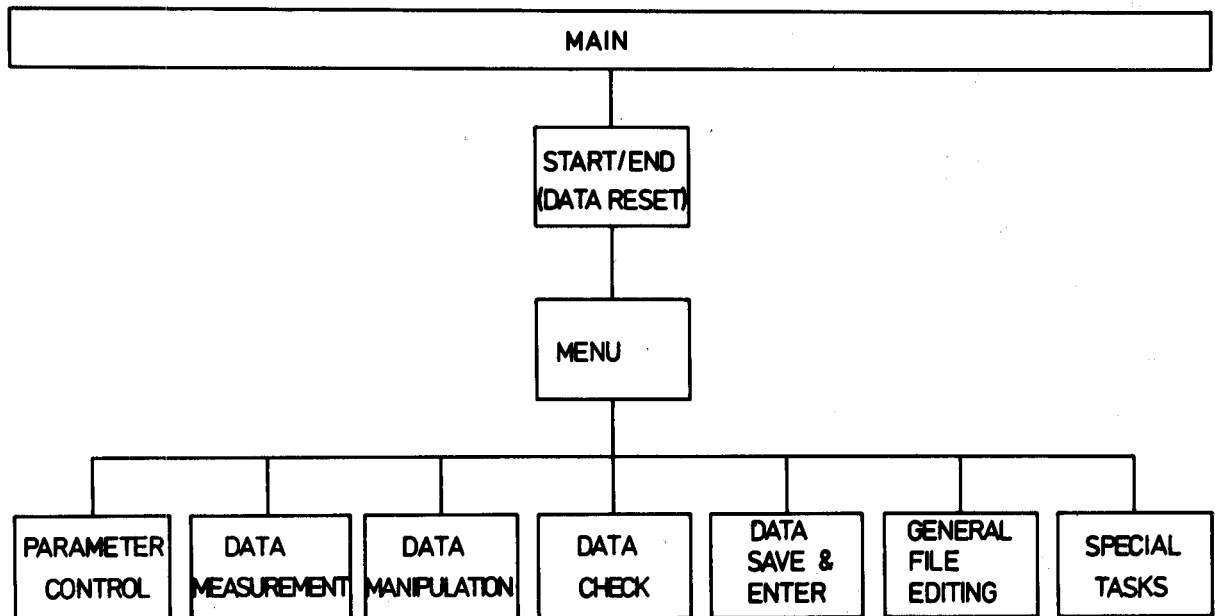 MAIN
START/END
(DATA RESET)
MENU
PARAMETER
CONTROL
DATA
MEASUREMENT
DATA
MANIPULATION
DATA
CHECK
DATA
SAVE &
ENTER
GENERAL
FILE
EDITING
SPECIAL
TASKS